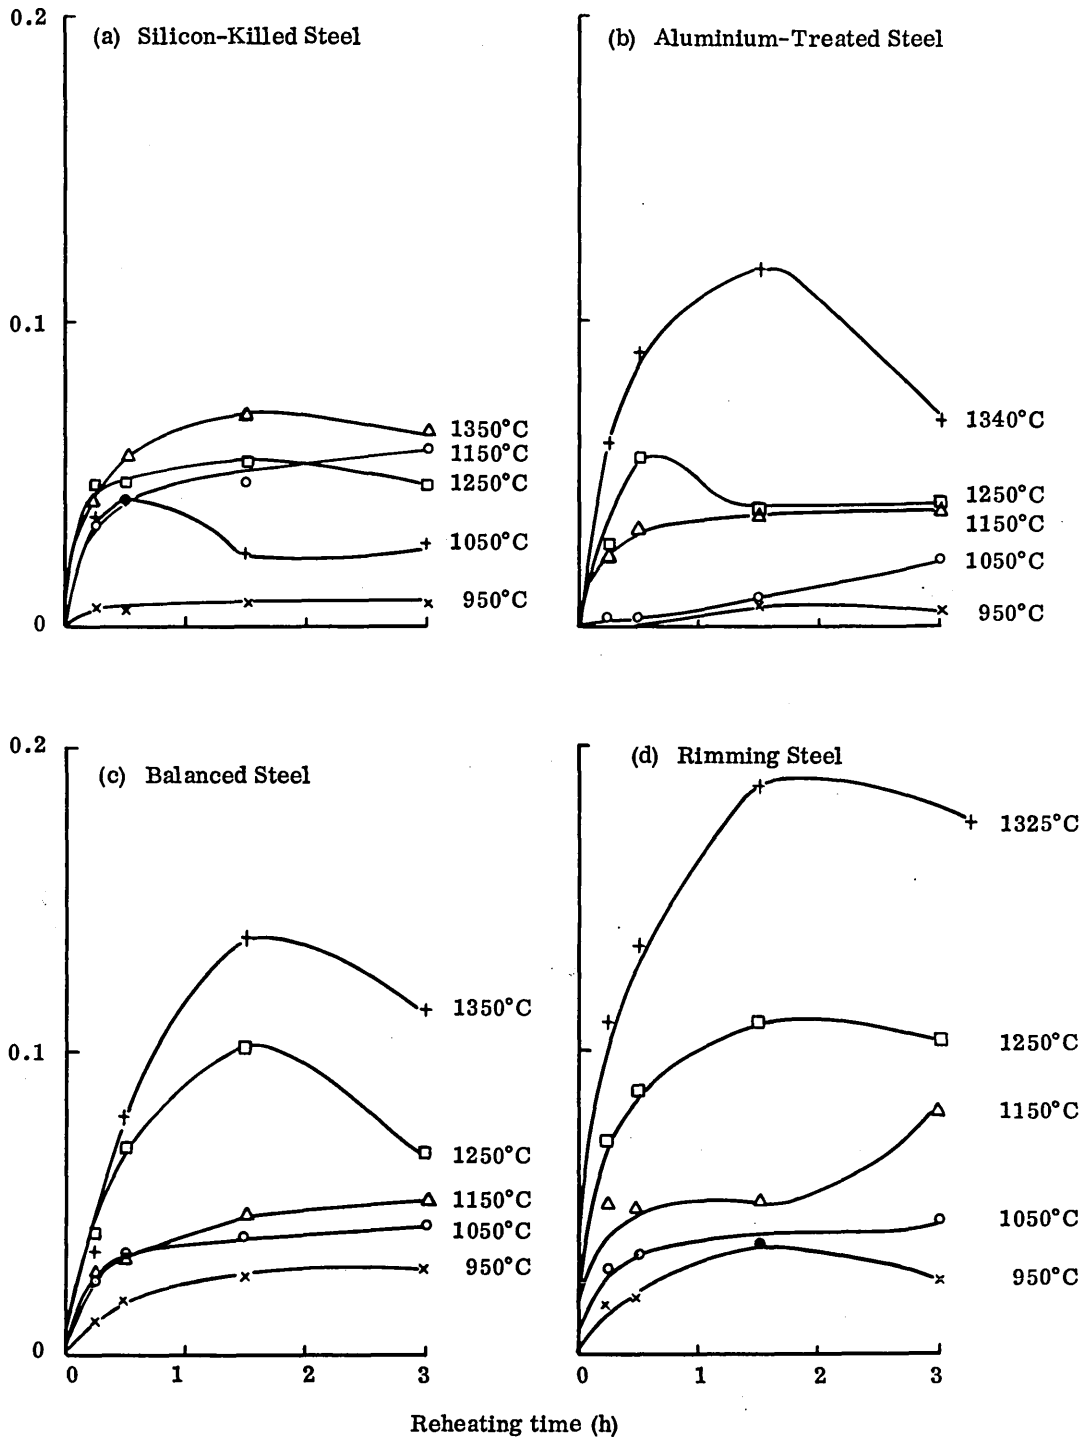 0.2
(a) Silicon-Killed Steel
(b) Aluminium-Treated Steel
0.1
1350°C
1150°C
1250°C
1050°C
950°C
0
1340°C
1250°C
1150°C
1050°C
950°C
0.2
(c) Balanced Steel
(d) Rimming Steel
0.1
1350°C
1250°C
1150°C
1050°C
950°C
0
1325°C
1250°C
1150°C
1050°C
950°C
0 1 2 3
0 1 2 3
Reheating time (h)